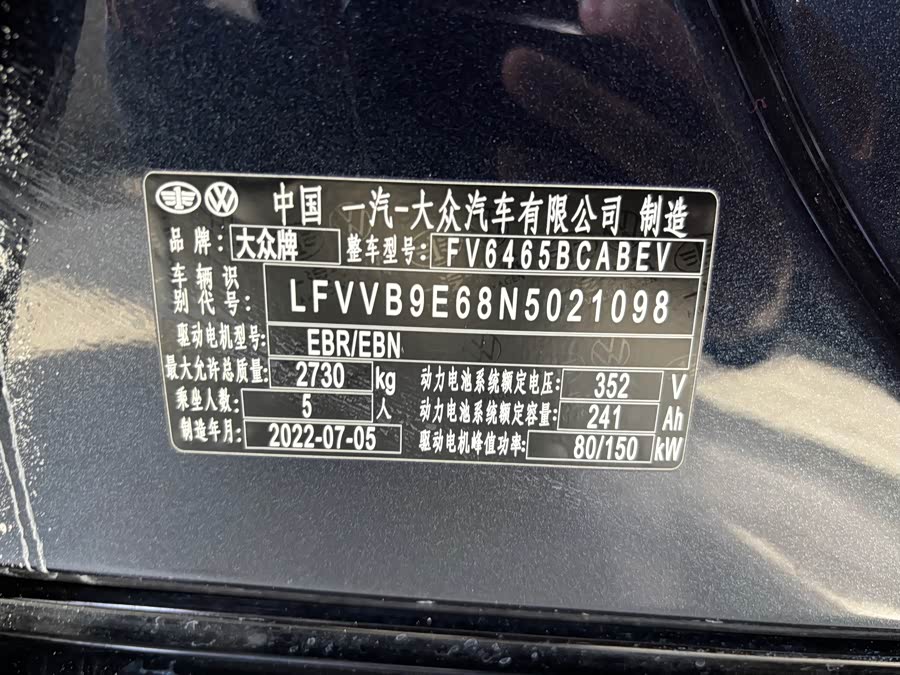 中国 一汽-大众汽车有限公司 制造
品牌: 大众牌 整车型号: FV6465BCABEV
车辆识别代号: LFVVB9E68N5021098
驱动电机型号: EBR/EBN
最大允许总质量: 2730 kg 动力电池系统额定电压: 352 V
乘坐人数: 5 人 动力电池系统额定容量: 241 Ah
制造年月: 2022-07-05 驱动电机峰值功率: 80/150 kW